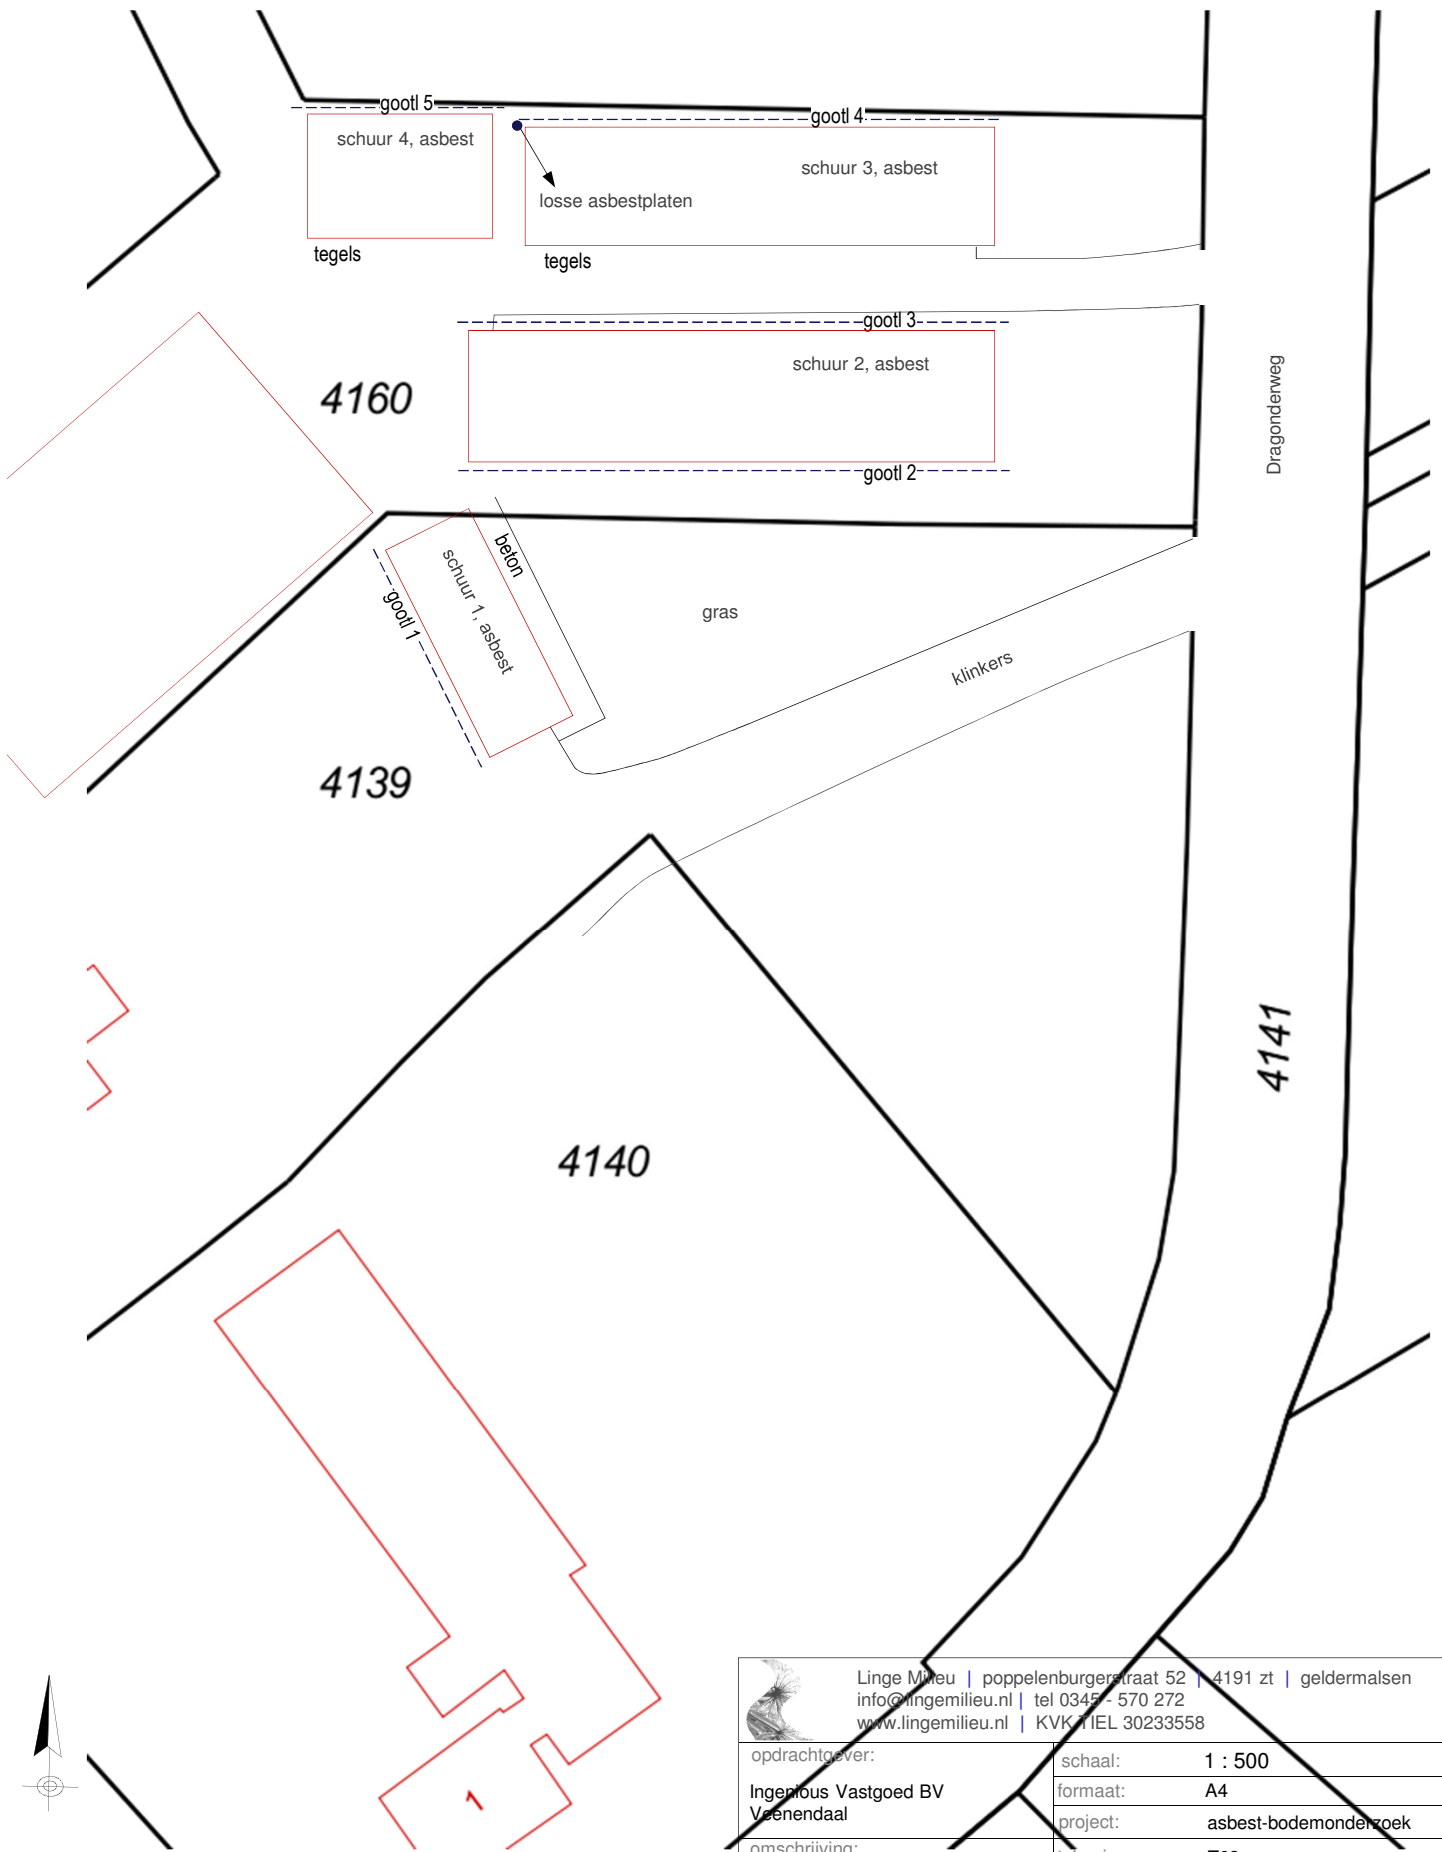 gootl 5
gootl 4
schuur 4, asbest
schuur 3, asbest
losse asbestplaten
tegels
tegels
gootl 3
schuur 2, asbest
4160
Dragonderweg
gootl 2
beton
schuur 1, asbest
gootl 1
gras
klinkers
4139
4141
4140
1
Linge Milieu | poppelenburgerstraat 52 | 4191 zt | geldermalsen
info@lingemilieu.nl | tel 0345 - 570 272
www.lingemilieu.nl | KVK TIEL 30233558
opdrachtgever:
schaal: 1 : 500
Ingenious Vastgoed BV
formaat: A4
Veenendaal
project: asbest-bodemonderzoek
omschrijving: